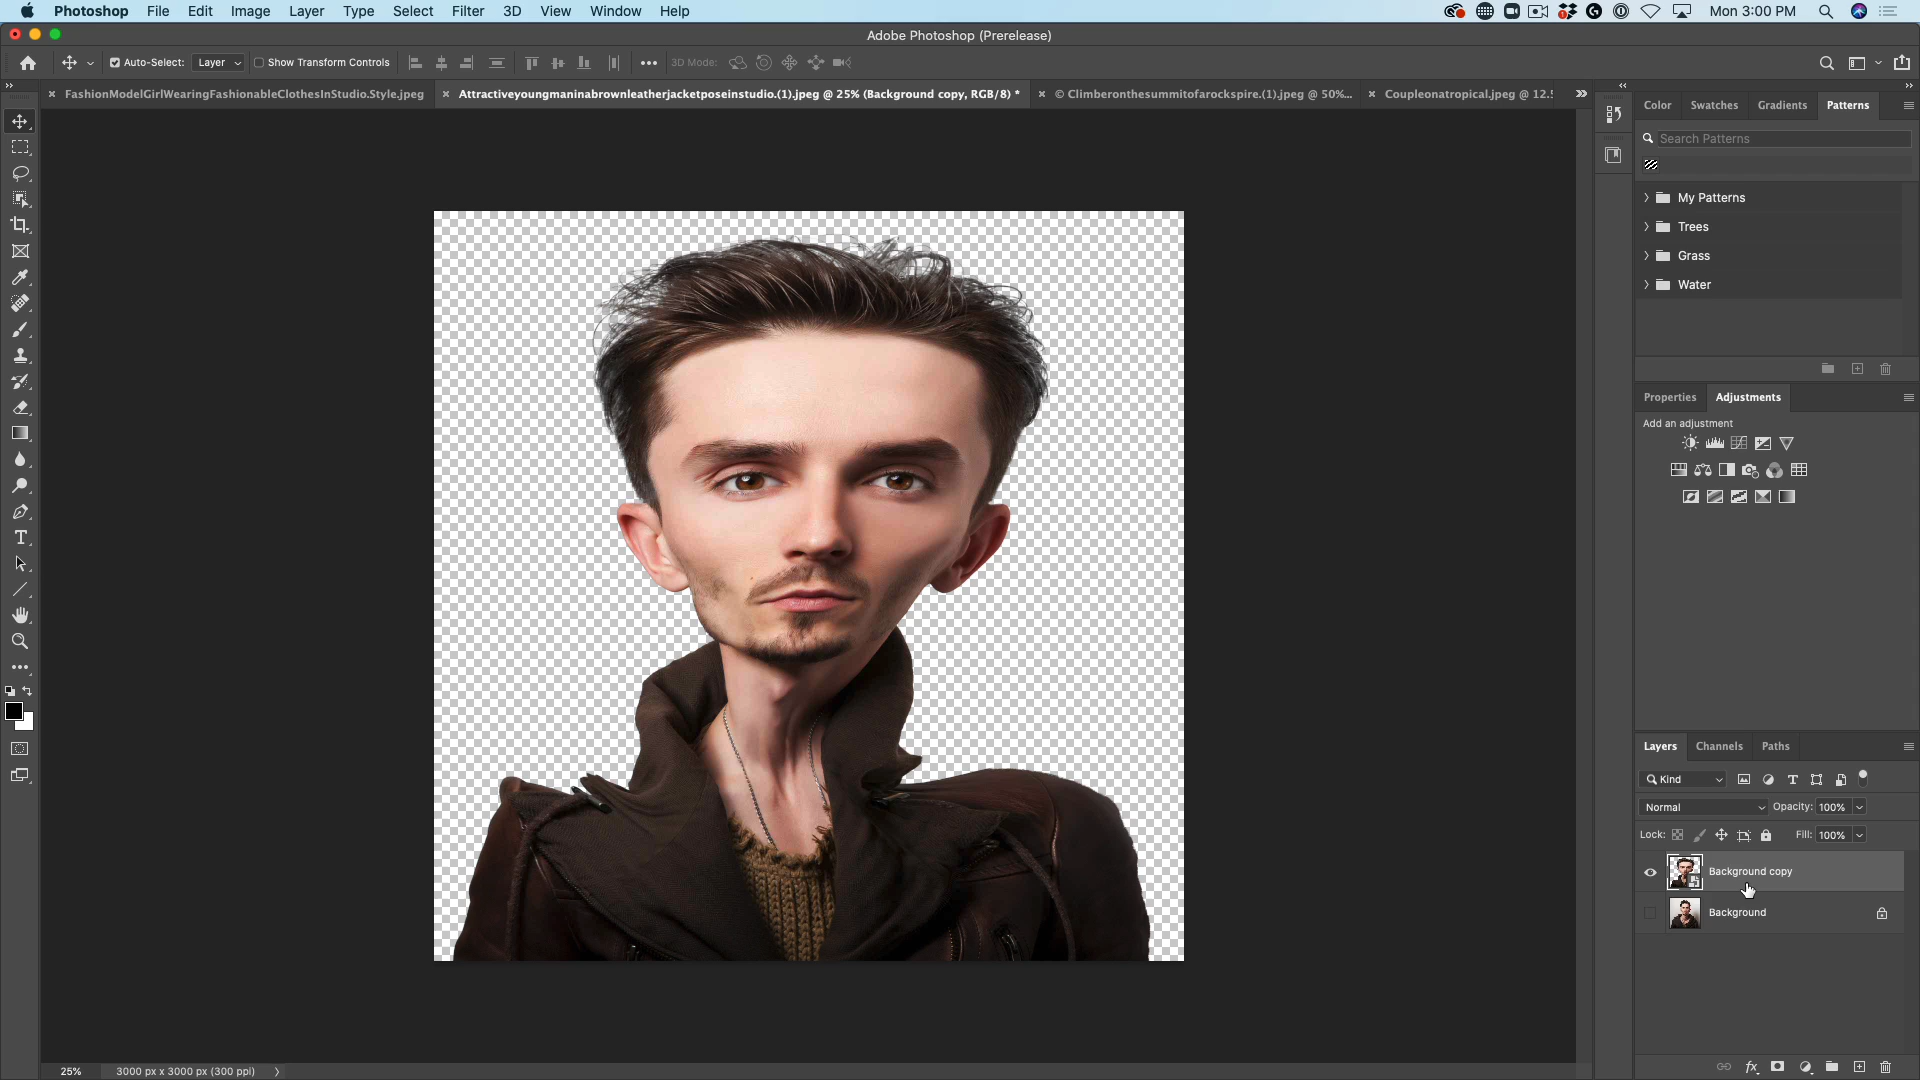 Photoshop File Edit Image Layer Type Select Filter 3D View Window Help Mon 3:00 PM
Adobe Photoshop (Prerelease)
Auto-Select: Layer Show Transform Controls 3D Mode:
FashionModelGirlWearingFashionableClothesInStudio.Style.jpeg Attractiveyoungmaninabrownleatherjacketposeinstudio.(1).jpeg @ 25% (Background copy, RGB/8) * © Climberonthesummitofarockspire.(1).jpeg @ 50%... Coupleonatropical.jpeg @ 12.5
Color Swatches Gradients Patterns
Search Patterns
My Patterns
Trees
Grass
Water
Properties Adjustments
Add an adjustment
Layers Channels Paths
Kind
Normal Opacity: 100%
Lock: Fill: 100%
Background copy
Background
25% 3000 px x 3000 px (300 ppi)